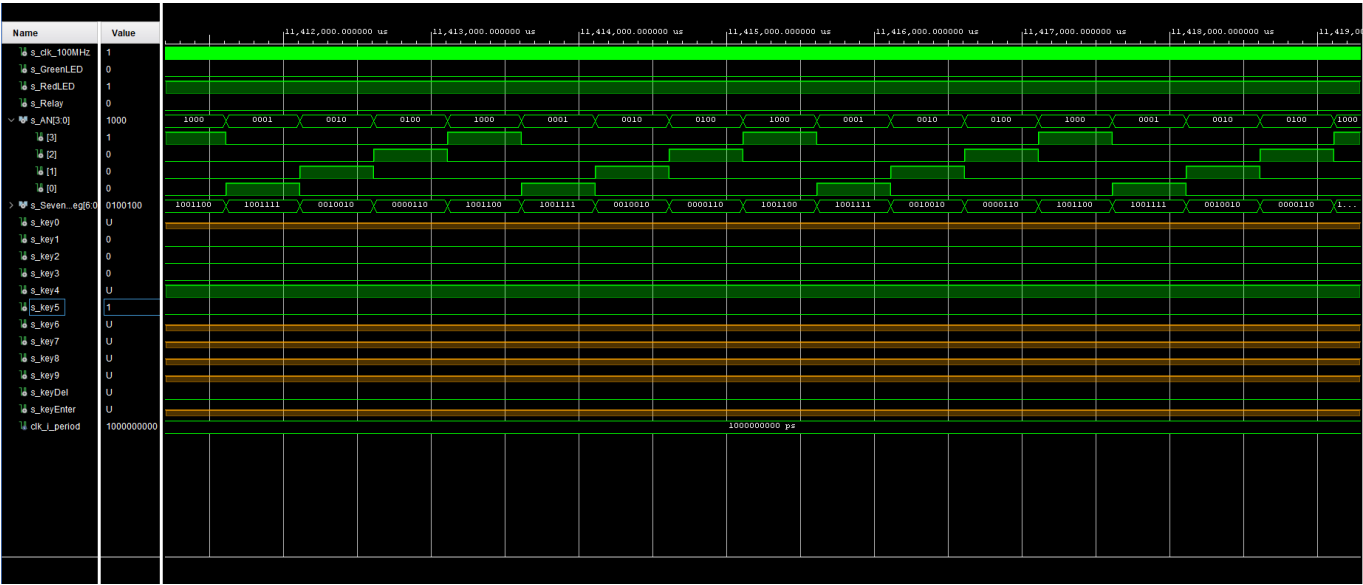 Name Value
11,412,000.000000 us 11,413,000.000000 us 11,414,000.000000 us 11,415,000.000000 us 11,416,000.000000 us 11,417,000.000000 us 11,418,000.000000 us 11,419,0
s_clk_100MHz 1
s_GreenLED 0
s_RedLED 1
s_Relay 0
s_AN[3:0] 1000 1000 0001 0010 0100 1000 0001 0010 0100 1000 0001 0010 0100 1000 0001 0010 0100 1000
[3] 1
[2] 0
[1] 0
[0] 0
s_Seven...eg[6:0 0100100 1001100 1001111 0010010 0000110 1001100 1001111 0010010 0000110 1001100 1001111 0010010 0000110 1001100 1001111 0010010 0000110 1...
s_key0 U
s_key1 0
s_key2 0
s_key3 0
s_key4 U
s_key5 1
s_key6 U
s_key7 U
s_key8 U
s_key9 U
s_keyDel U
s_keyEnter U
clk_i_period 1000000000 1000000000 ps